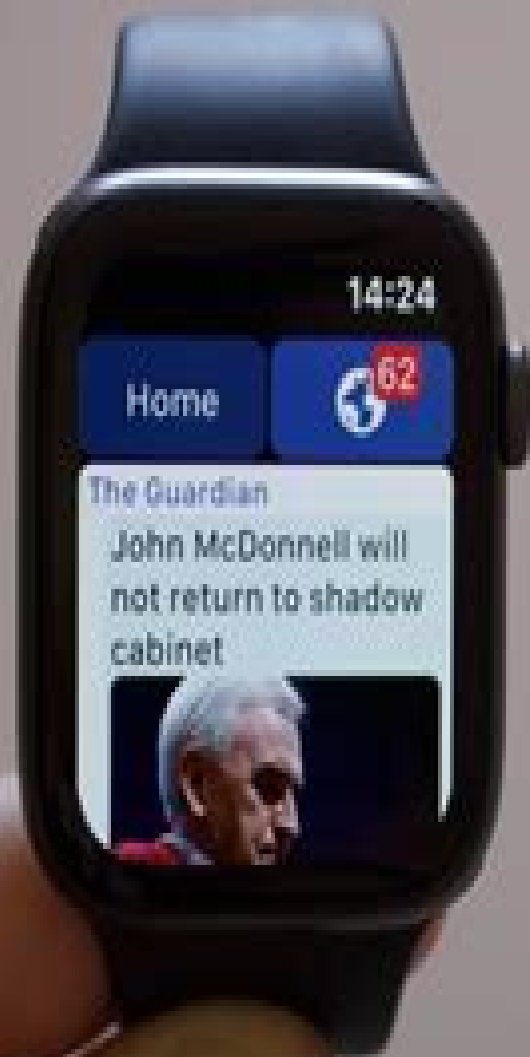 14:24
Home
62
The Guardian
John McDonnell will
not return to shadow
cabinet